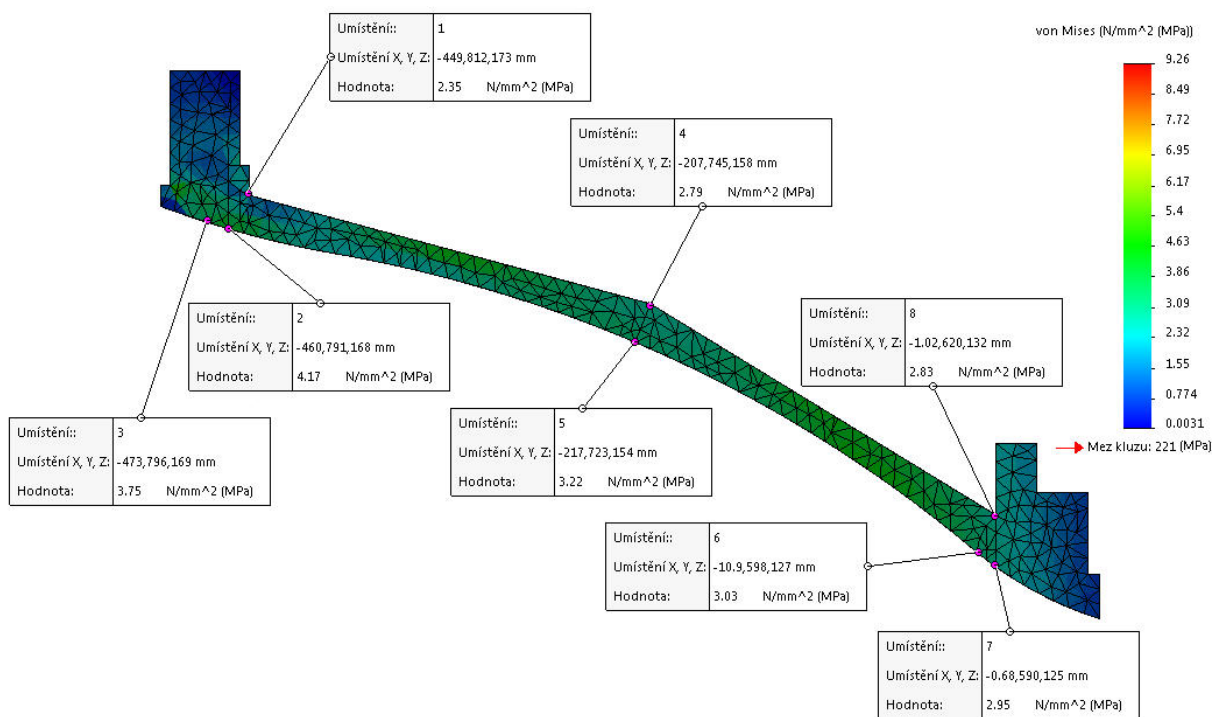 Umístění:: 1
Umístění X, Y, Z: -449,812,173 mm
Hodnota: 2.35 N/mm^2 (MPa)
von Mises (N/mm^2 (MPa))
9.26
8.49
7.72
6.95
6.17
5.4
4.63
3.86
3.09
2.32
1.55
0.774
0.0031
Mez kluzu: 221 (MPa)
Umístění:: 4
Umístění X, Y, Z: -207,745,158 mm
Hodnota: 2.79 N/mm^2 (MPa)
Umístění:: 2
Umístění X, Y, Z: -460,791,168 mm
Hodnota: 4.17 N/mm^2 (MPa)
Umístění:: 8
Umístění X, Y, Z: -1.02,620,132 mm
Hodnota: 2.83 N/mm^2 (MPa)
Umístění:: 3
Umístění X, Y, Z: -473,796,169 mm
Hodnota: 3.75 N/mm^2 (MPa)
Umístění:: 5
Umístění X, Y, Z: -217,723,154 mm
Hodnota: 3.22 N/mm^2 (MPa)
Umístění:: 6
Umístění X, Y, Z: -10.9,598,127 mm
Hodnota: 3.03 N/mm^2 (MPa)
Umístění:: 7
Umístění X, Y, Z: -0.68,590,125 mm
Hodnota: 2.95 N/mm^2 (MPa)